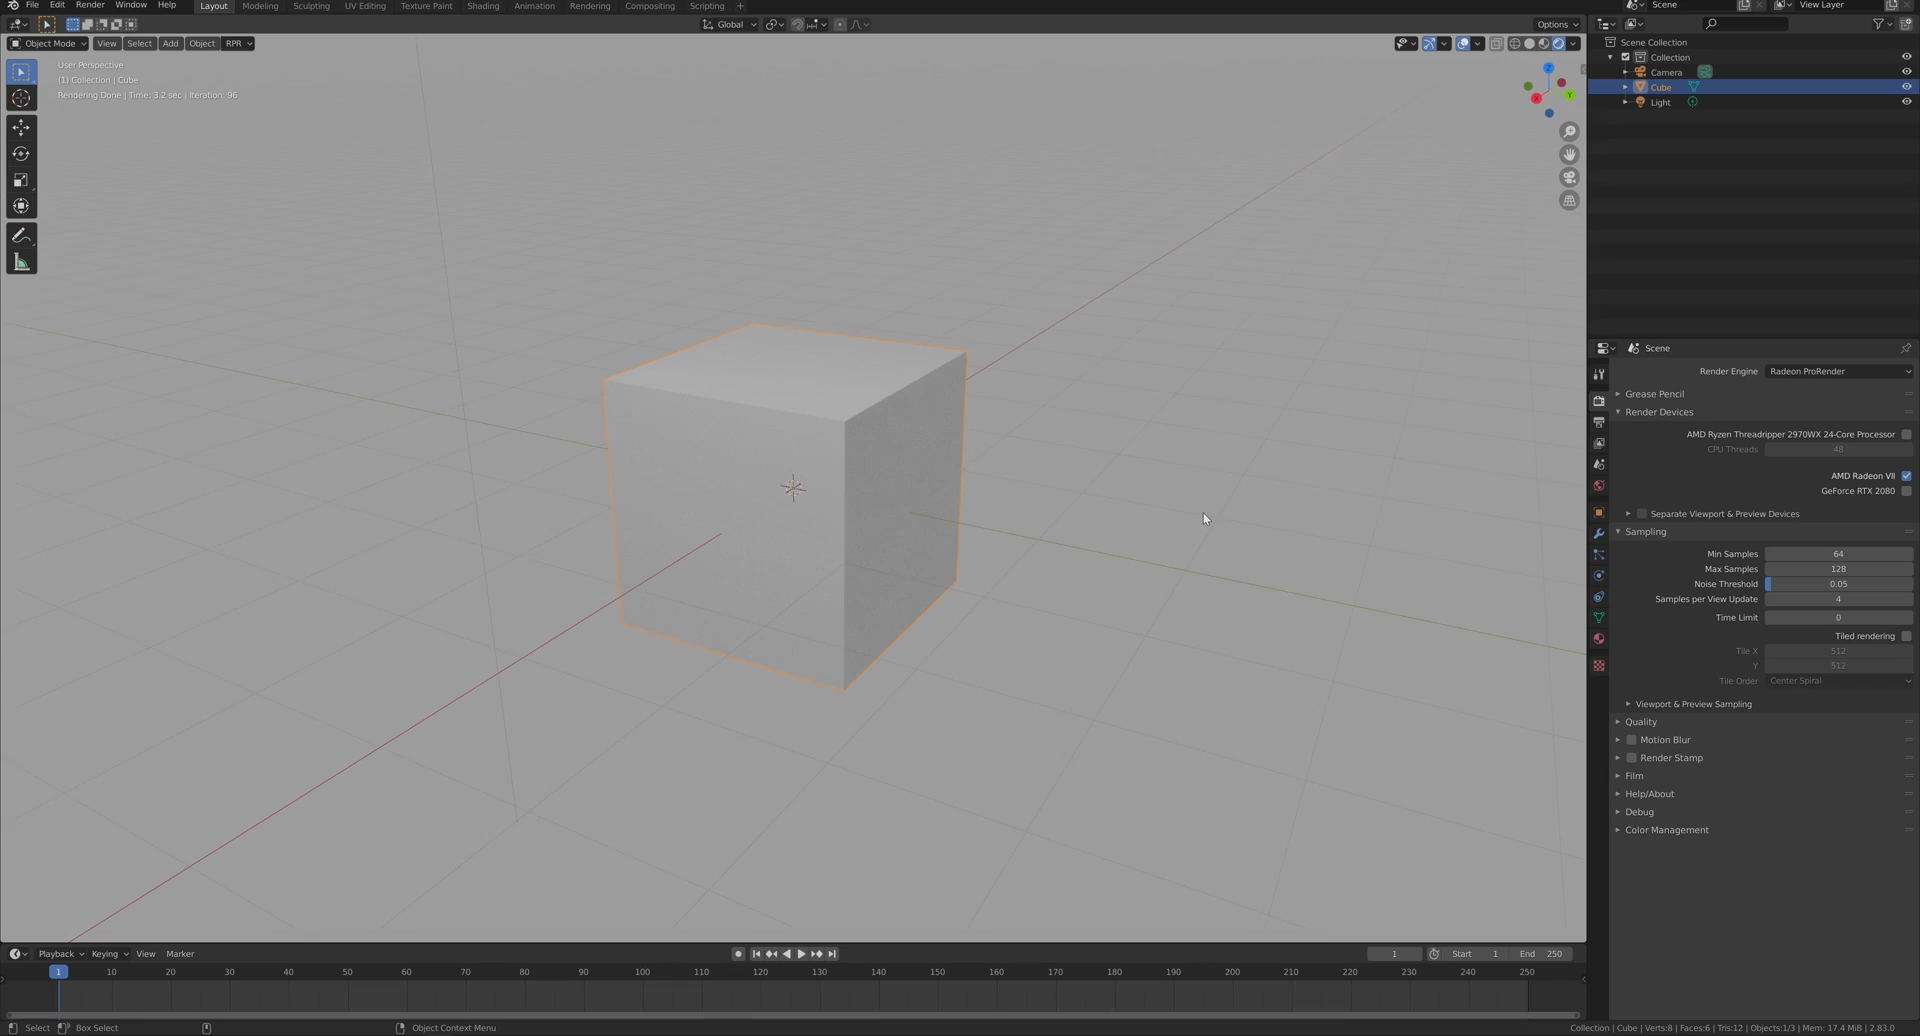 File Edit Render Window Help Layout Modeling Sculpting UV Editing Texture Paint Shading Animation Rendering Compositing Scripting + Scene View Layer
Global Options
Object Mode View Select Add Object RPR
User Perspective
(1) Collection | Cube
Rendering Done | Time: 3.2 sec | Iteration: 96
Z
X
Y
Scene Collection
Collection
Camera
Cube
Light
Scene
Render Engine Radeon ProRender
Grease Pencil
Render Devices
AMD Ryzen Threadripper 2970WX 24-Core Processor
CPU Threads 48
AMD Radeon VII
GeForce RTX 2080
Separate Viewport & Preview Devices
Sampling
Min Samples 64
Max Samples 128
Noise Threshold 0.05
Samples per View Update 4
Time Limit 0
Tiled rendering
Tile X 512
Y 512
Tile Order Center Spiral
Viewport & Preview Sampling
Quality
Motion Blur
Render Stamp
Film
Help/About
Debug
Color Management
Playback Keying View Marker 1 Start 1 End 250
1 10 20 30 40 50 60 70 80 90 100 110 120 130 140 150 160 170 180 190 200 210 220 230 240 250
Select Box Select Object Context Menu Collection | Cube | Verts:8 | Faces:6 | Tris:12 | Objects:1/3 | Mem: 17.4 MiB | 2.83.0